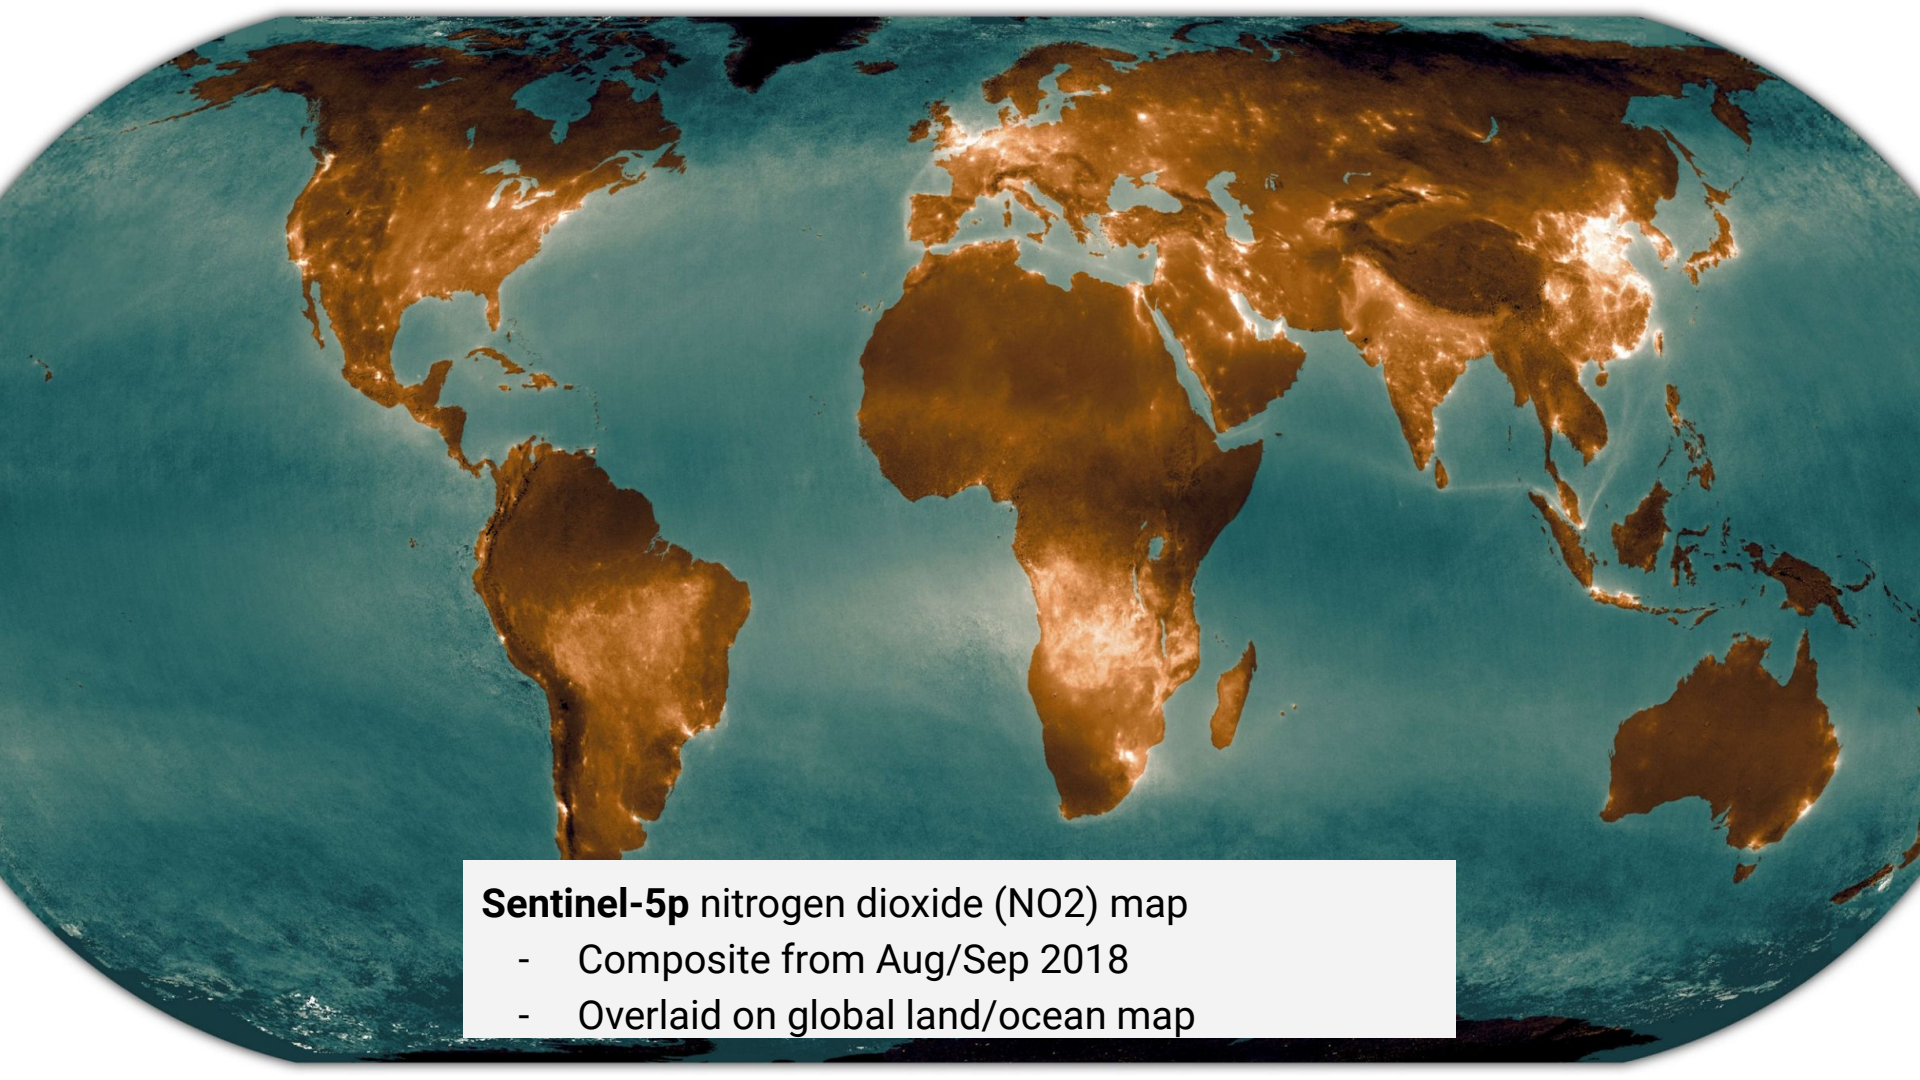 Sentinel-5p nitrogen dioxide (NO2) map
- Composite from Aug/Sep 2018
- Overlaid on global land/ocean map